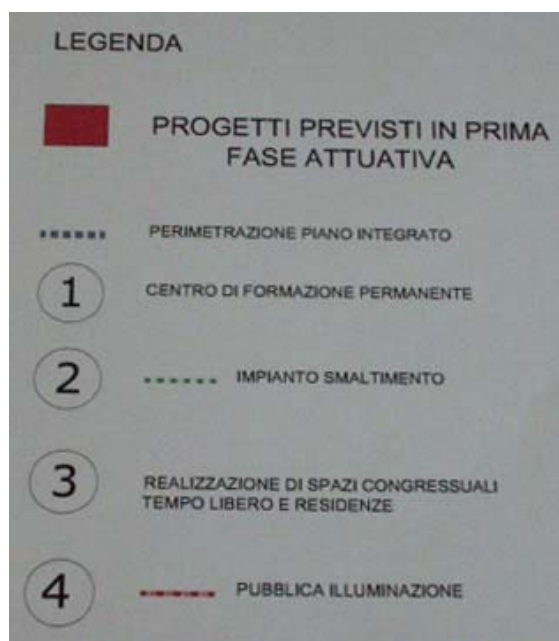 LEGENDA
PROGETTI PREVISTI IN PRIMA
FASE ATTUATIVA
PERIMETRAZIONE PIANO INTEGRATO
1 CENTRO DI FORMAZIONE PERMANENTE
2 IMPIANTO SMALTIMENTO
3 REALIZZAZIONE DI SPAZI CONGRESSUALI
TEMPO LIBERO E RESIDENZE
4 PUBBLICA ILLUMINAZIONE